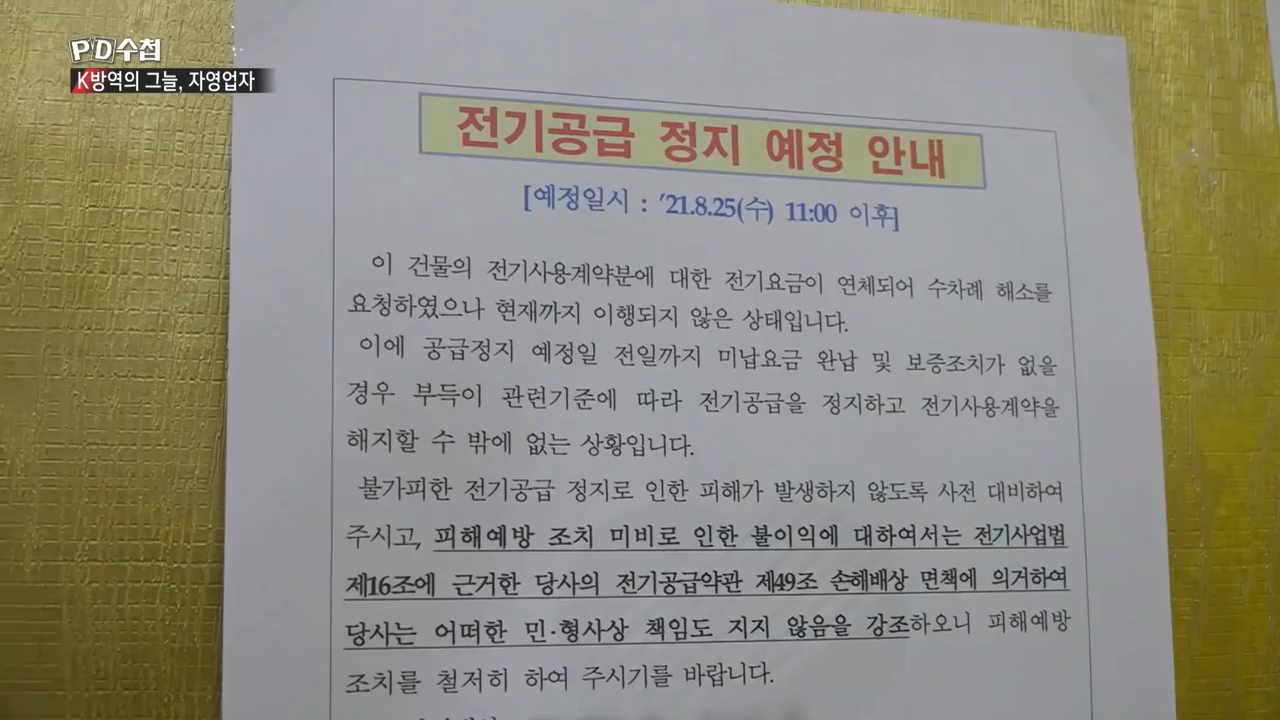 PD수첩
K방역의 그늘, 자영업자
전기공급 정지 예정 안내
[예정일시 : '21.8.25(수) 11:00 이후]
이 건물의 전기사용계약분에 대한 전기요금이 연체되어 수차례 해소를
요청하였으나 현재까지 이행되지 않은 상태입니다.
이에 공급정지 예정일 전일까지 미납요금 완납 및 보증조치가 없을
경우 부득이 관련기준에 따라 전기공급을 정지하고 전기사용계약을
해지할 수 밖에 없는 상황입니다.
불가피한 전기공급 정지로 인한 피해가 발생하지 않도록 사전 대비하여
주시고, 피해예방 조치 미비로 인한 불이익에 대하여서는 전기사업법
제16조에 근거한 당사의 전기공급약관 제49조 손해배상 면책에 의거하여
당사는 어떠한 민·형사상 책임도 지지 않음을 강조하오니 피해예방
조치를 철저히 하여 주시기를 바랍니다.